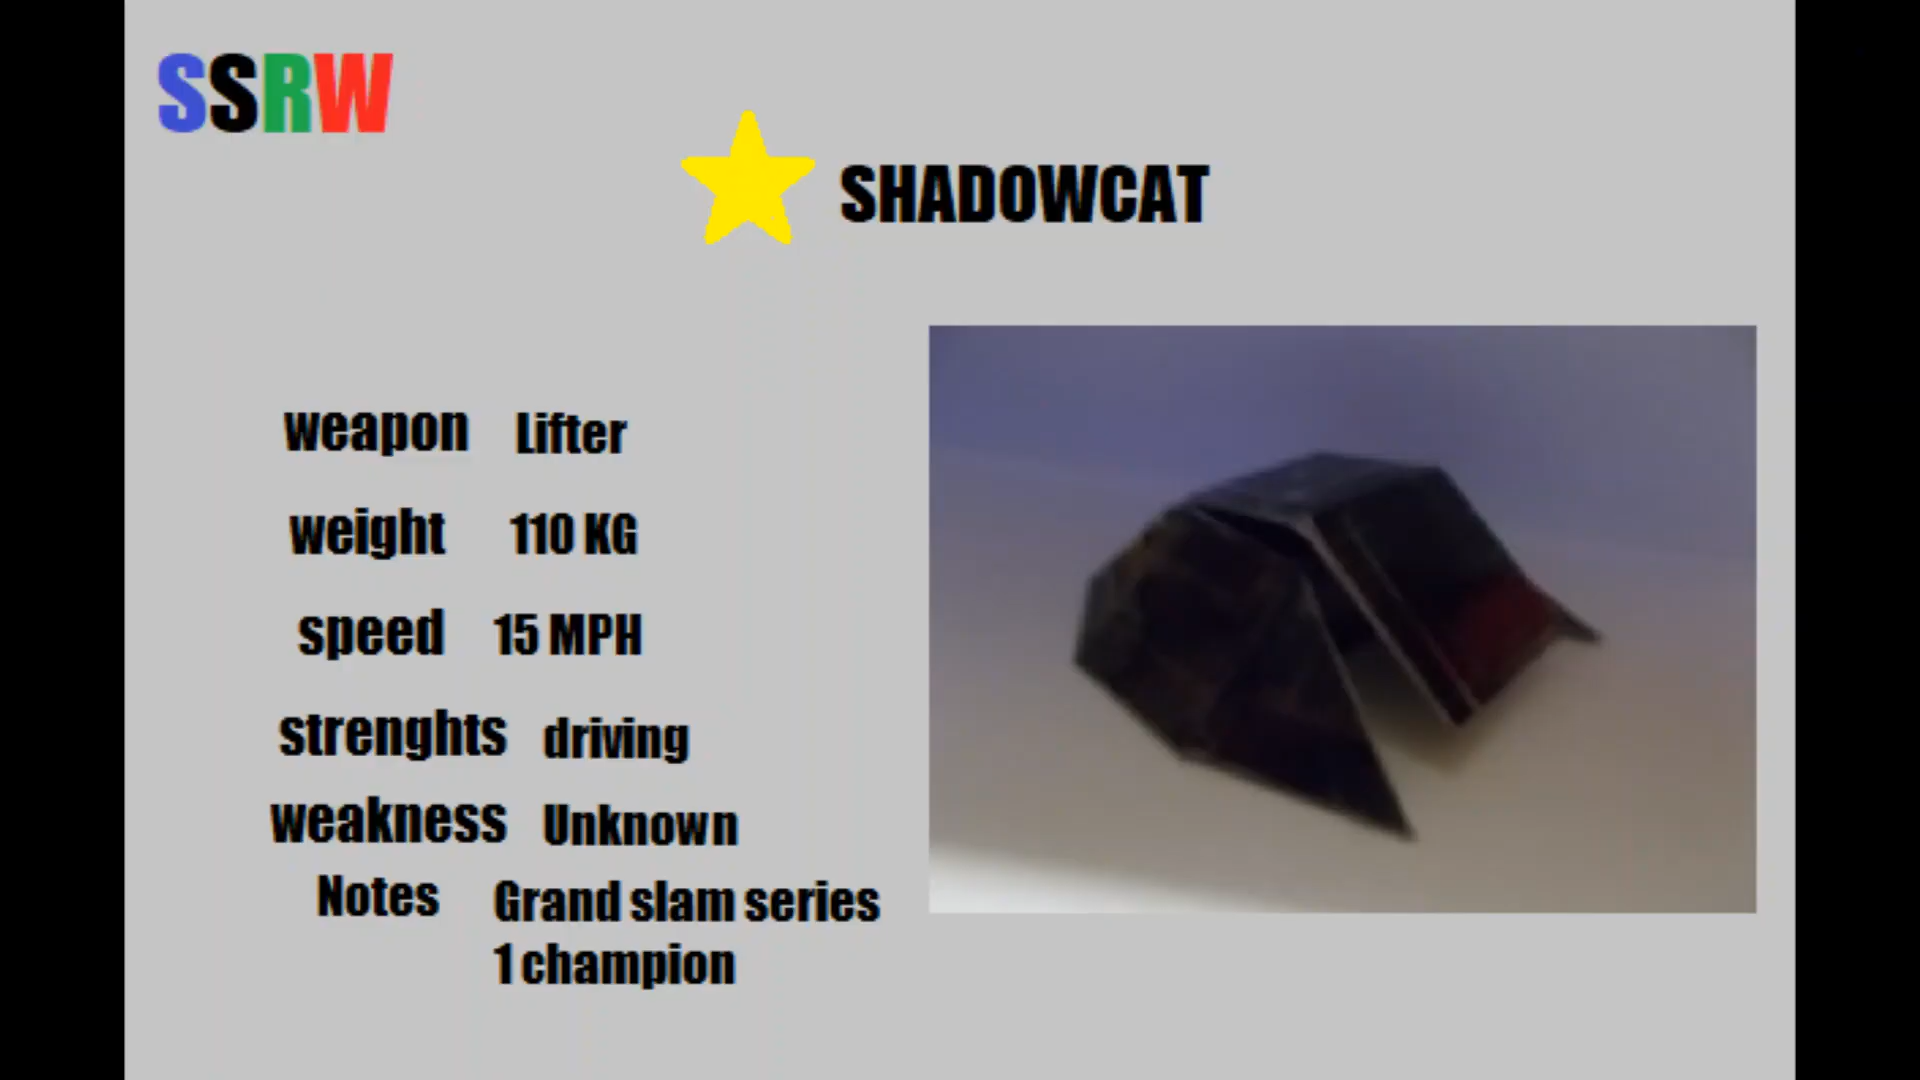 SSRW
SHADOWCAT
weapon Lifter
weight 110 KG
speed 15 MPH
strenghts driving
weakness Unknown
Notes Grand slam series
1 champion